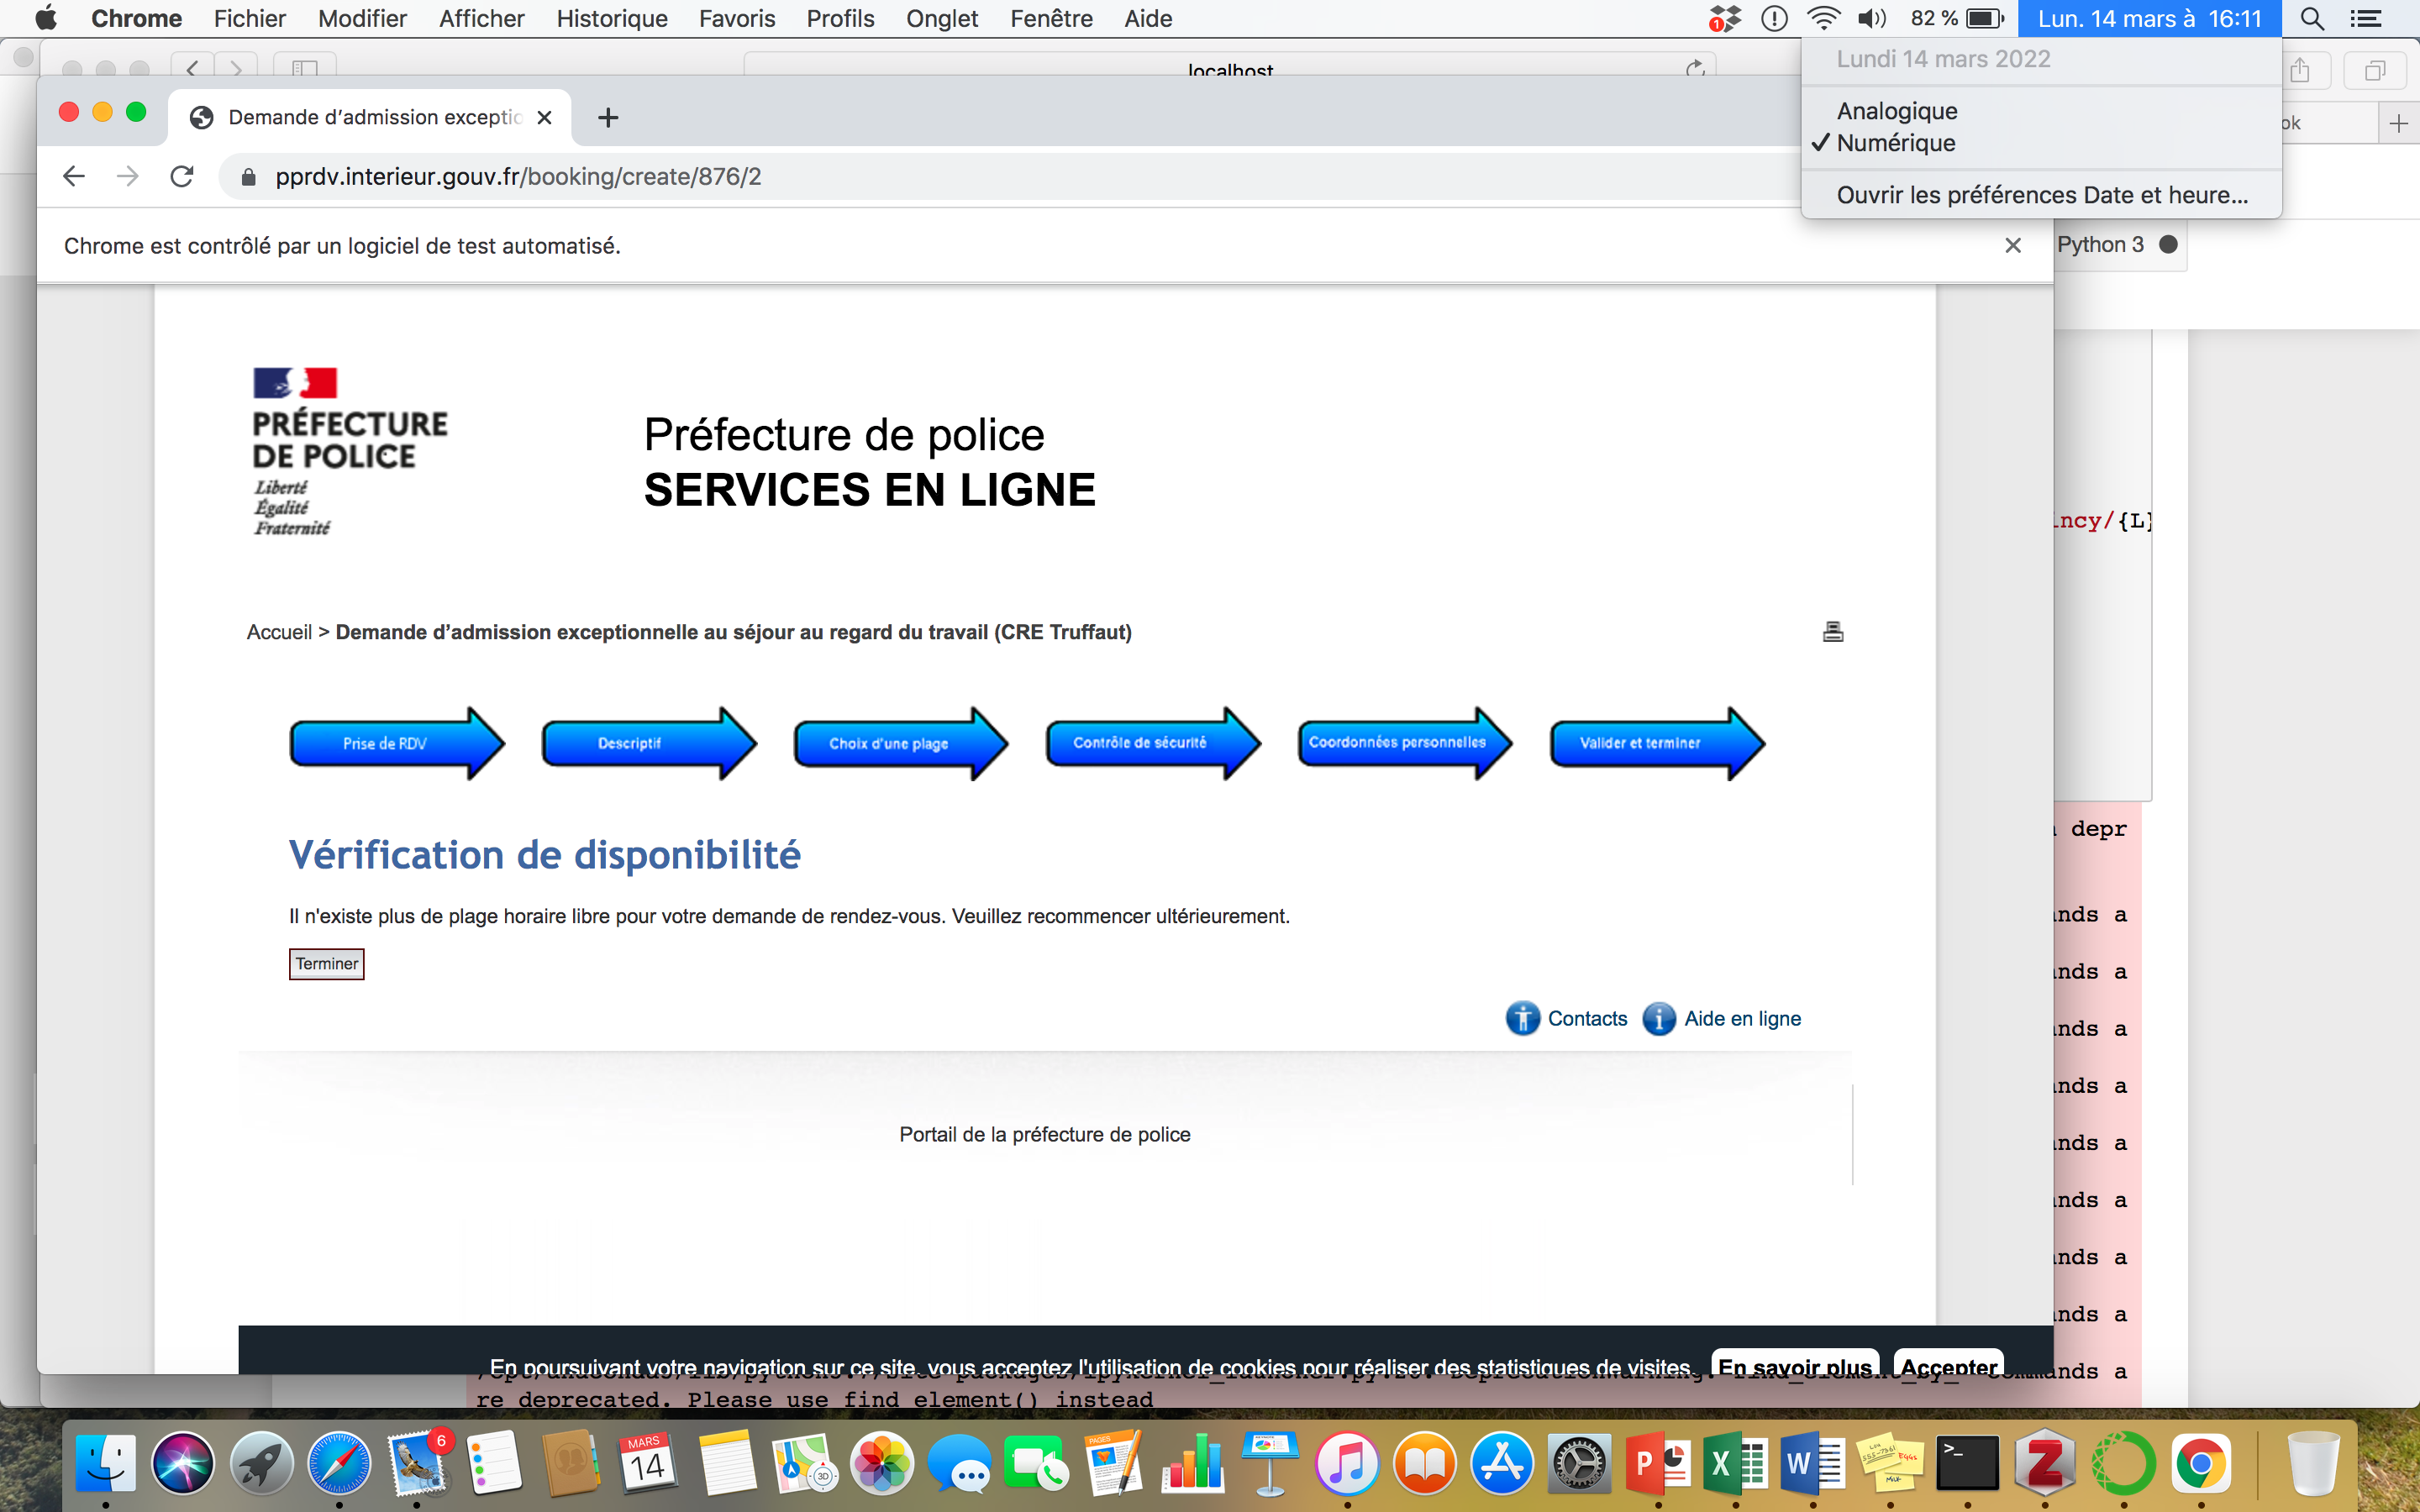 Chrome Fichier Modifier Afficher Historique Favoris Profils Onglet Fenêtre Aide 1 82 % Lun. 14 mars à 16:11
Lundi 14 mars 2022
Analogique
✓ Numérique
Ouvrir les préférences Date et heure...
localhost
Demande d'admission exceptio
ok
pprdv.interieur.gouv.fr/booking/create/876/2
Chrome est contrôlé par un logiciel de test automatisé.
Python 3
PRÉFECTURE
DE POLICE
Liberté
Égalité
Fraternité
Préfecture de police
SERVICES EN LIGNE
ncy/{L}
Accueil > Demande d'admission exceptionnelle au séjour au regard du travail (CRE Truffaut)
Prise de RDV
Descriptif
Choix d'une plage
Contrôle de sécurité
Coordonnées personnelles
Valider et terminer
depr
Vérification de disponibilité
Il n'existe plus de plage horaire libre pour votre demande de rendez-vous. Veuillez recommencer ultérieurement.
nds a
Terminer
nds a
Contacts
Aide en ligne
nds a
nds a
Portail de la préfecture de police
nds a
nds a
nds a
nds a
En poursuivant votre navigation sur ce site, vous acceptez l'utilisation de cookies pour réaliser des statistiques de visites. En savoir plus Accepter
nds a
re deprecated. Please use find element() instead
6
MARS
14
3D
PAGES
P
X
W
>_
Z